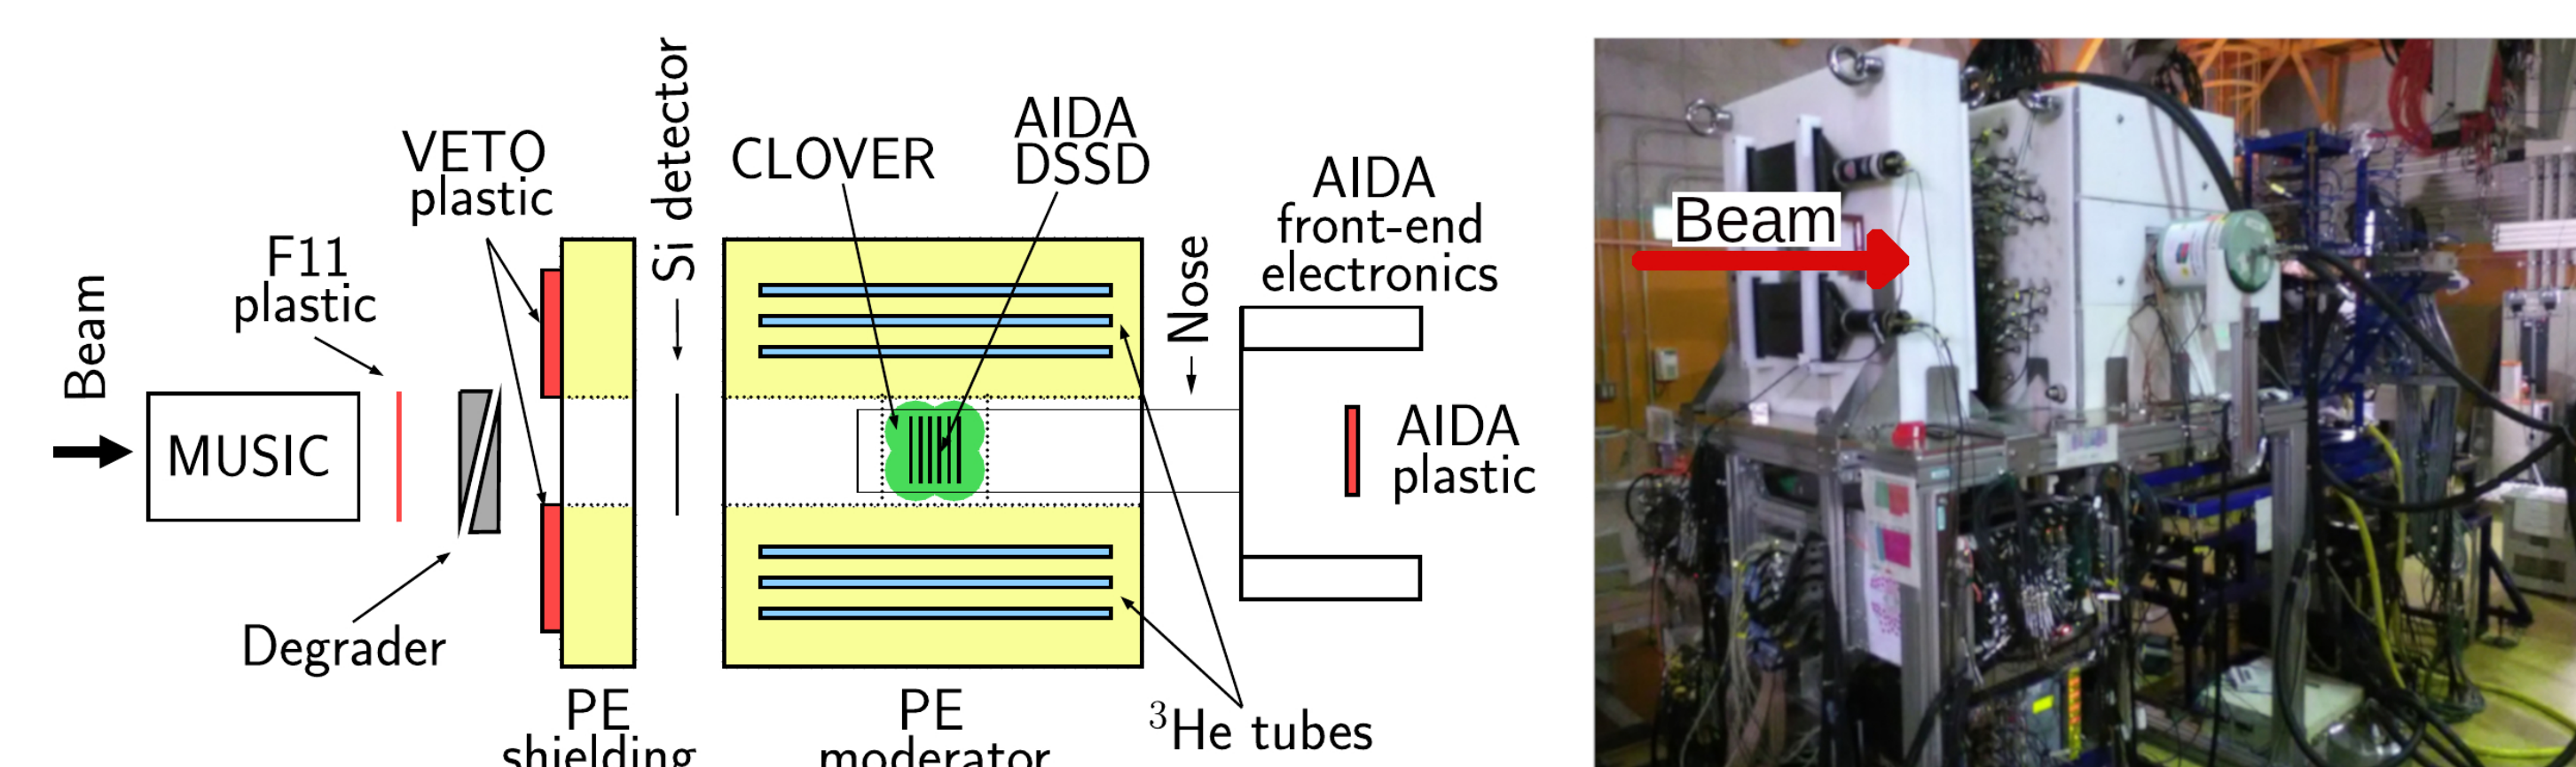 Beam
MUSIC
F11
plastic
Degrader
VETO
plastic
PE
shielding
Si detector
CLOVER
AIDA
DSSD
PE
moderator
Nose
³He tubes
AIDA
front-end
electronics
AIDA
plastic
Beam